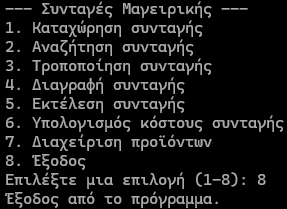 --- Συνταγές Μαγειρικής ---
1. Καταχώρηση συνταγής
2. Αναζήτηση συνταγής
3. Τροποποίηση συνταγής
4. Διαγραφή συνταγής
5. Εκτέλεση συνταγής
6. Υπολογισμός κόστους συνταγής
7. Διαχείριση προϊόντων
8. Έξοδος
Επιλέξτε μια επιλογή (1-8): 8
Έξοδος από το πρόγραμμα.